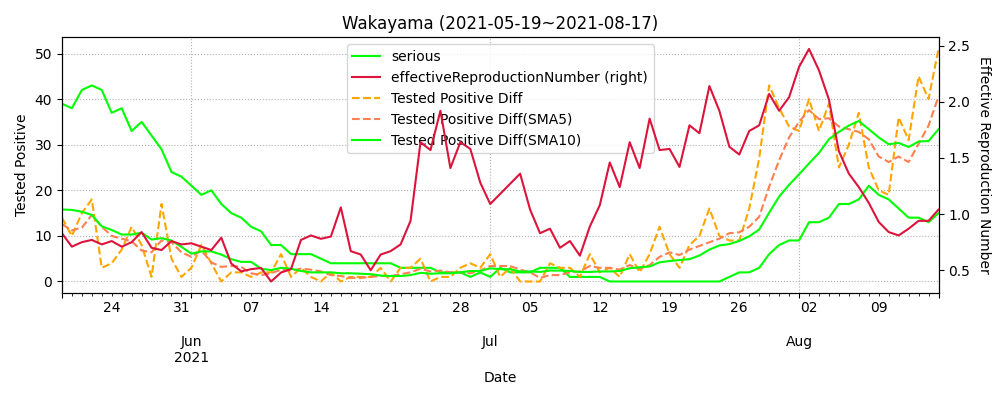 Wakayama (2021-05-19~2021-08-17)
serious
effectiveReproductionNumber (right)
Tested Positive Diff
Tested Positive Diff(SMA5)
Tested Positive Diff(SMA10)
Tested Positive
50
40
30
20
10
0
2.5
2.0
1.5
1.0
0.5
Effective Reproduction Number
24 31 07 14 21 28 05 12 19 26 02 09
Jun Jul Aug
2021
Date